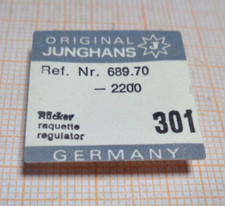 ORIGINAL
JUNGHANS J
Ref. Nr. 689.70
— 2200
Rücker
raquette
regulator
301
GERMANY